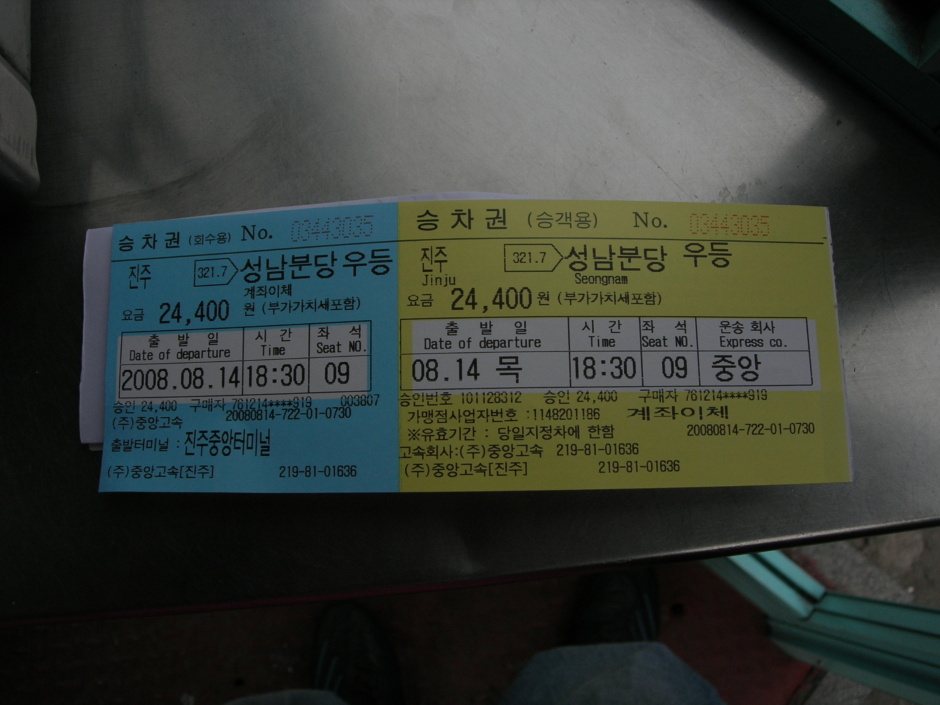 승차권 (회수용) No. 03443035
진주 321.7 성남분당 우등
계좌이체
요금 24,400 원 (부가가치세포함)
출발일 시간 좌석
Date of departure Time Seat NO.
2008.08.14 18:30 09
승인 24,400 구매자 761214****919 003807
(주)중앙고속 20080814-722-01-0730
출발터미널 : 진주중앙터미널
(주)중앙고속[진주] 219-81-01636
승차권 (승객용) No. 03443035
진주 321.7 성남분당 우등
Jinju Seongnam
요금 24,400 원 (부가가치세포함)
출발일 시간 좌석 운송회사
Date of departure Time Seat NO. Express co.
08.14 목 18:30 09 중앙
승인번호 101128312 승인 24,400 구매자 761214****919
가맹점사업자번호 :1148201186 계좌이체
※유효기간 : 당일지정차에 한함 20080814-722-01-0730
고속회사:(주)중앙고속 219-81-01636
(주)중앙고속[진주] 219-81-01636